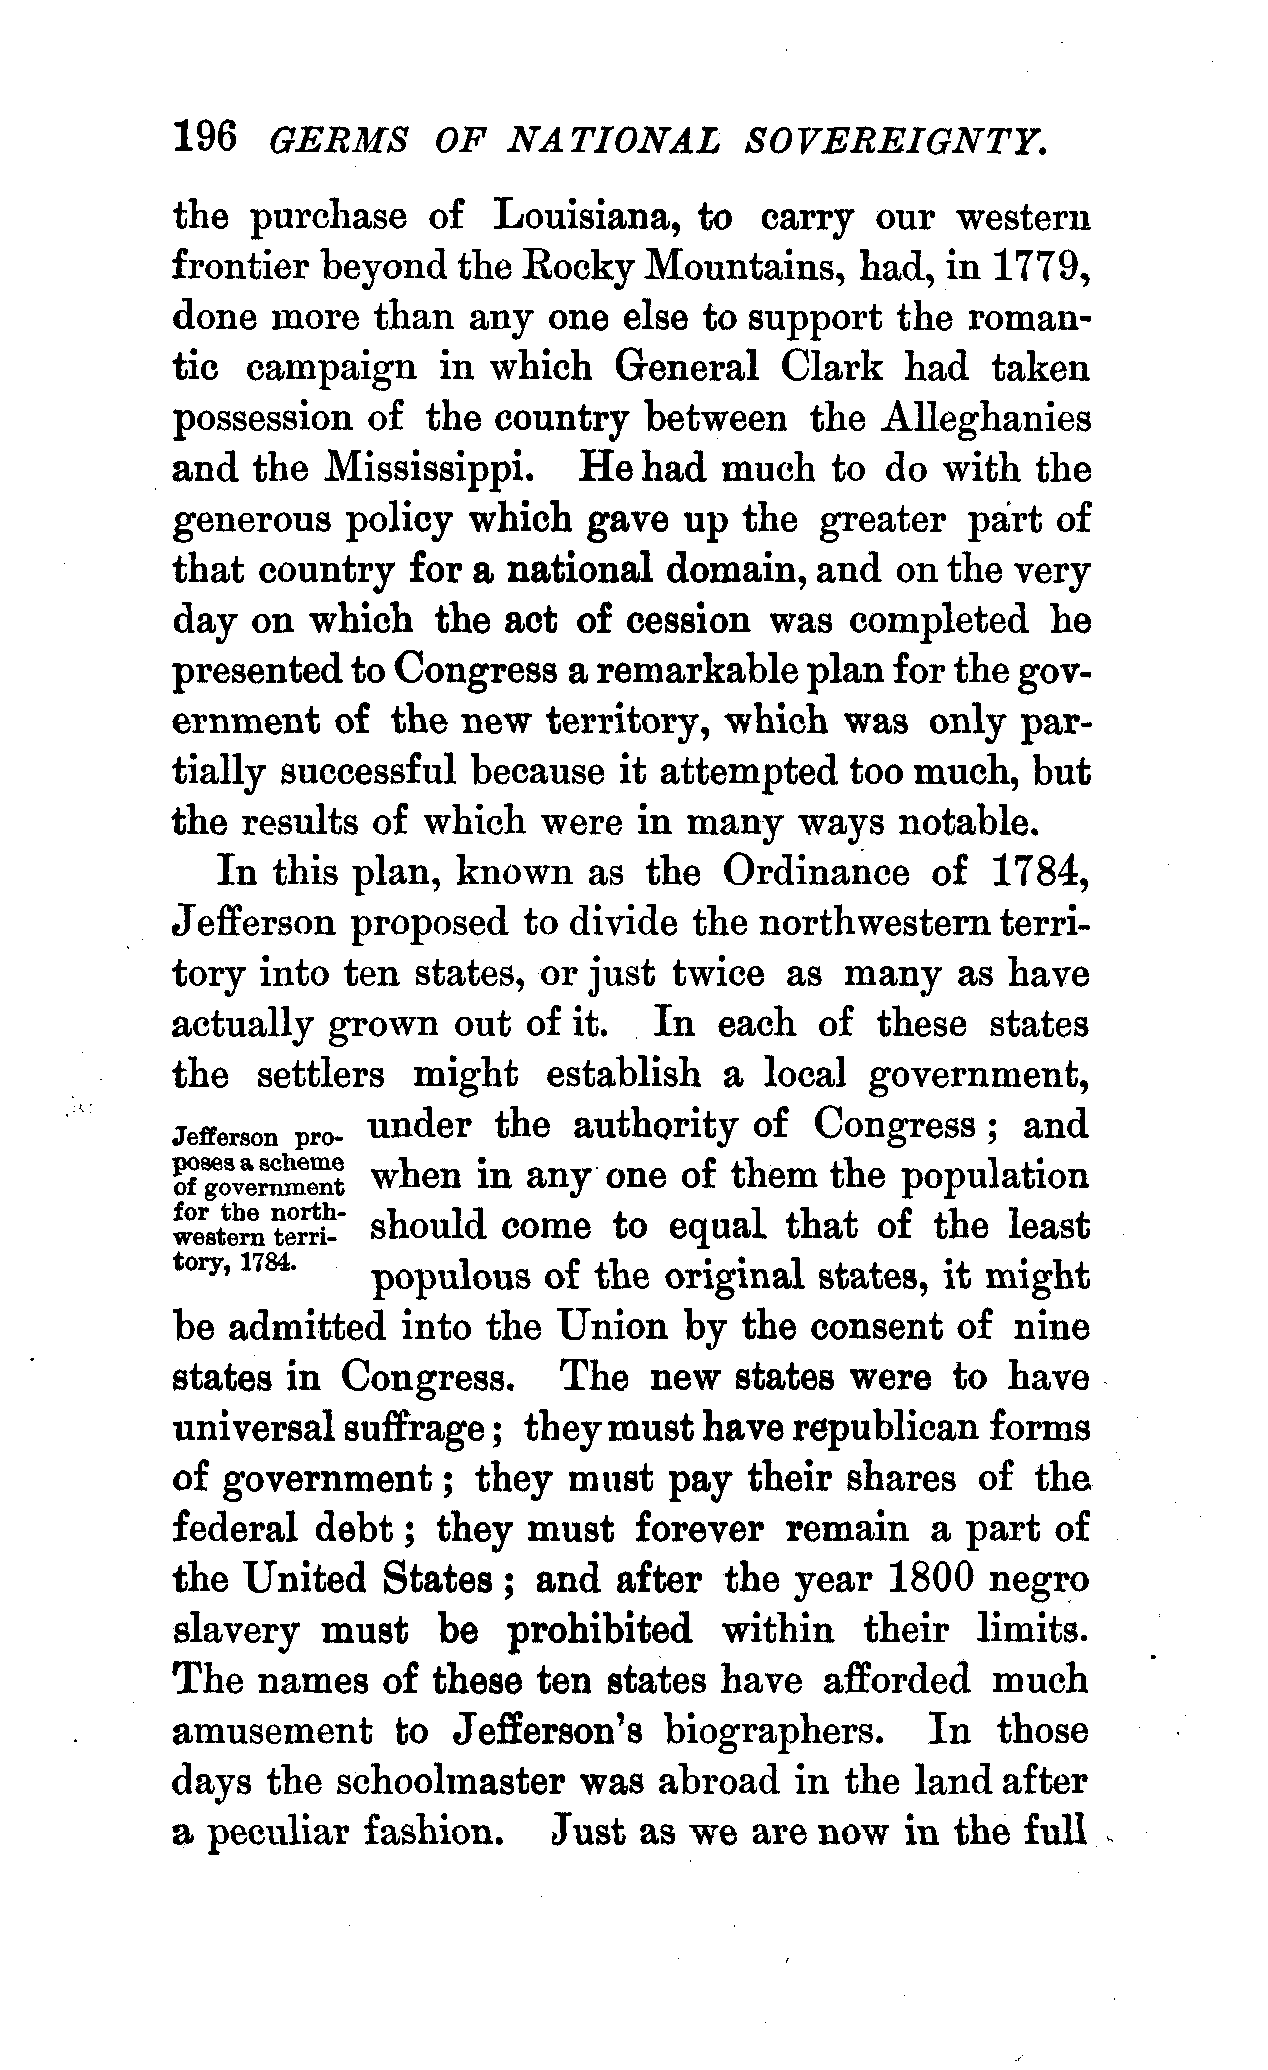 196 GERMS OF NATIONAL SOVEREIGNTY.
the purchase of Louisiana, to carry our western
frontier beyond the Rocky Mountains, had, in 1779,
done more than any one else to support the roman-
tic campaign in which General Clark had taken
possession of the country between the Alleghanies
and the Mississippi. He had much to do with the
generous policy which gave up the greater part of
that country for a national domain, and on the very
day on which the act of cession was completed he
presented to Congress a remarkable plan for the gov-
ernment of the new territory, which was only par-
tially successful because it attempted too much, but
the results of which were in many ways notable.
In this plan, known as the Ordinance of 1784,
Jefferson proposed to divide the northwestern terri-
tory into ten states, or just twice as many as have
actually grown out of it. In each of these states
the settlers might establish a local government,
Jefferson pro-
poses a scheme
of government
for the north-
western terri-
tory, 1784.
under the authority of Congress ; and
when in any one of them the population
should come to equal that of the least
populous of the original states, it might
be admitted into the Union by the consent of nine
states in Congress. The new states were to have
universal suffrage ; they must have republican forms
of government ; they must pay their shares of the
federal debt ; they must forever remain a part of
the United States ; and after the year 1800 negro
slavery must be prohibited within their limits.
The names of these ten states have afforded much
amusement to Jefferson's biographers. In those
days the schoolmaster was abroad in the land after
a peculiar fashion. Just as we are now in the full